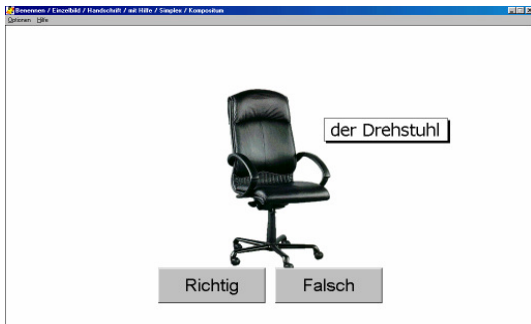 Benennen / Einzelbild / Handschrift / mit Hilfe / Simplex / Kompositum
Optionen Hilfe
der Drehstuhl
Richtig Falsch